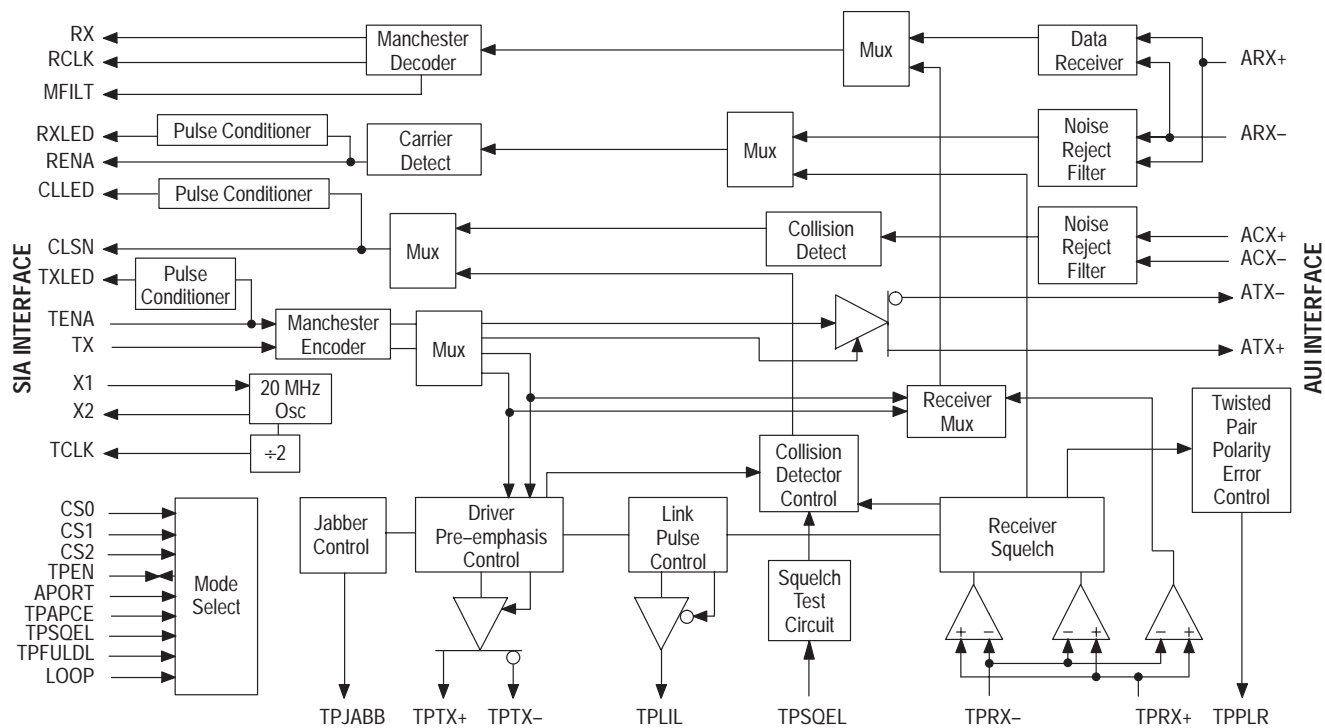 RX
RCLK
MFILT
RXLED
RENA
CLLED
CLSN
TXLED
TENA
TX
X1
X2
TCLK
CS0
CS1
CS2
TPEN
APORT
TPAPCE
TPSQEL
TPFULDL
LOOP
SIA INTERFACE
Manchester
Decoder
Mux
Data
Receiver
ARX+
Pulse Conditioner
Carrier
Detect
Mux
Noise
Reject
Filter
ARX–
Pulse Conditioner
Mux
Collision
Detect
Noise
Reject
Filter
ACX+
ACX–
Pulse
Conditioner
ATX–
Manchester
Encoder
Mux
ATX+
AUI INTERFACE
20 MHz
Osc
÷2
Receiver
Mux
Twisted
Pair
Polarity
Error
Control
Collision
Detector
Control
Mode
Select
Jabber
Control
Driver
Pre–emphasis
Control
Link
Pulse
Control
Receiver
Squelch
Squelch
Test
Circuit
+ –
– +
– +
TPJABB
TPTX+
TPTX–
TPLIL
TPSQEL
TPRX–
TPRX+
TPPLR